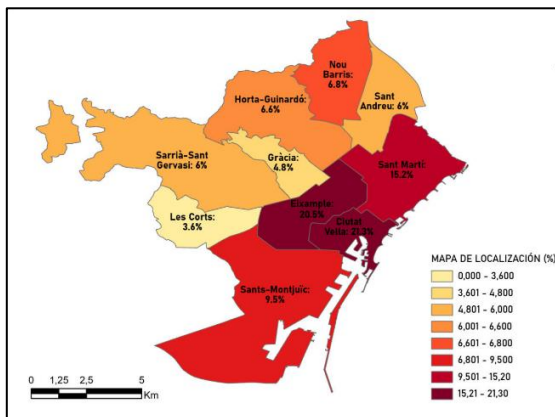 Nou
Barris:
6.8%
Sant
Andreu: 6%
Horta-Guinardó:
6.6%
Gràcia:
4.8%
Sarrià-Sant
Gervasi: 6%
Sant Martí:
15.2%
Eixample:
20.5%
Ciutat
Vella: 21.3%
Les Corts:
3.6%
Sants-Montjuïc:
9.5%
MAPA DE LOCALIZACIÓN (%)
0,000 - 3,600
3,601 - 4,800
4,801 - 6,000
6,001 - 6,600
6,601 - 6,800
6,801 - 9,500
9,501 - 15,20
15,21 - 21,30
0 1,25 2,5 5
Km